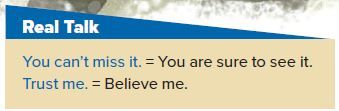 Real Talk
You can't miss it. = You are sure to see it.
Trust me. = Believe me.